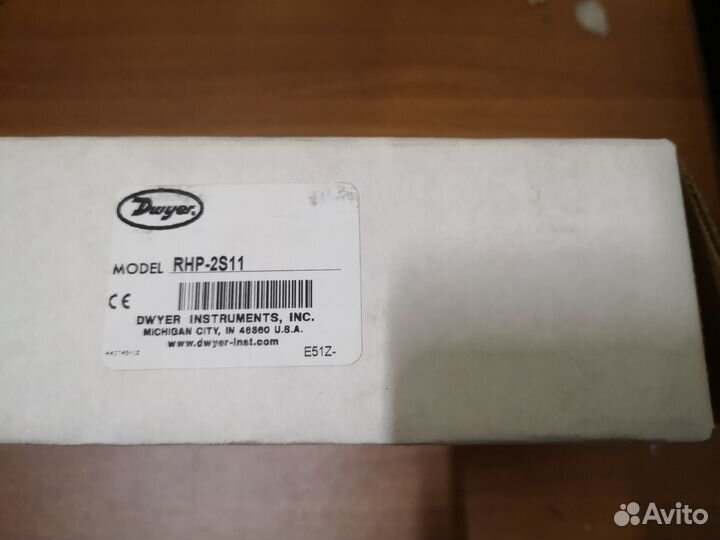 Dwyer
MODEL RHP-2S11
CE
DWYER INSTRUMENTS, INC.
MICHIGAN CITY, IN 46360 U.S.A.
www.dwyer-inst.com
E51Z-
Avito